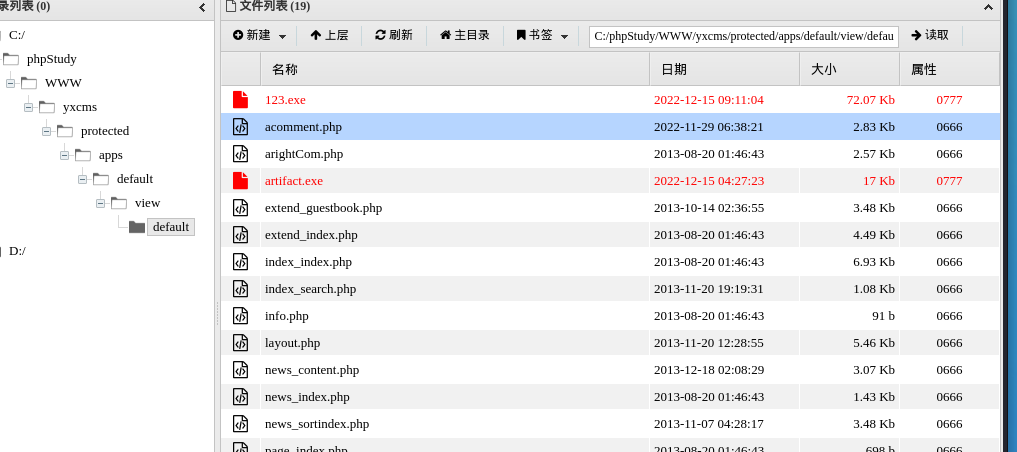 录列表 (0)
C:/
phpStudy
WWW
yxcms
protected
apps
default
view
default
D:/
文件列表 (19)
新建 上层 刷新 主目录 书签 C:/phpStudy/WWW/yxcms/protected/apps/default/view/defau 读取
名称 日期 大小 属性
123.exe 2022-12-15 09:11:04 72.07 Kb 0777
acomment.php 2022-11-29 06:38:21 2.83 Kb 0666
arightCom.php 2013-08-20 01:46:43 2.57 Kb 0666
artifact.exe 2022-12-15 04:27:23 17 Kb 0777
extend_guestbook.php 2013-10-14 02:36:55 3.48 Kb 0666
extend_index.php 2013-08-20 01:46:43 4.49 Kb 0666
index_index.php 2013-08-20 01:46:43 6.93 Kb 0666
index_search.php 2013-11-20 19:19:31 1.08 Kb 0666
info.php 2013-08-20 01:46:43 91 b 0666
layout.php 2013-11-20 12:28:55 5.46 Kb 0666
news_content.php 2013-12-18 02:08:29 3.07 Kb 0666
news_index.php 2013-08-20 01:46:43 1.43 Kb 0666
news_sortindex.php 2013-11-07 04:28:17 3.48 Kb 0666
page_index.php 2013-08-20 01:46:43 698 b 0666